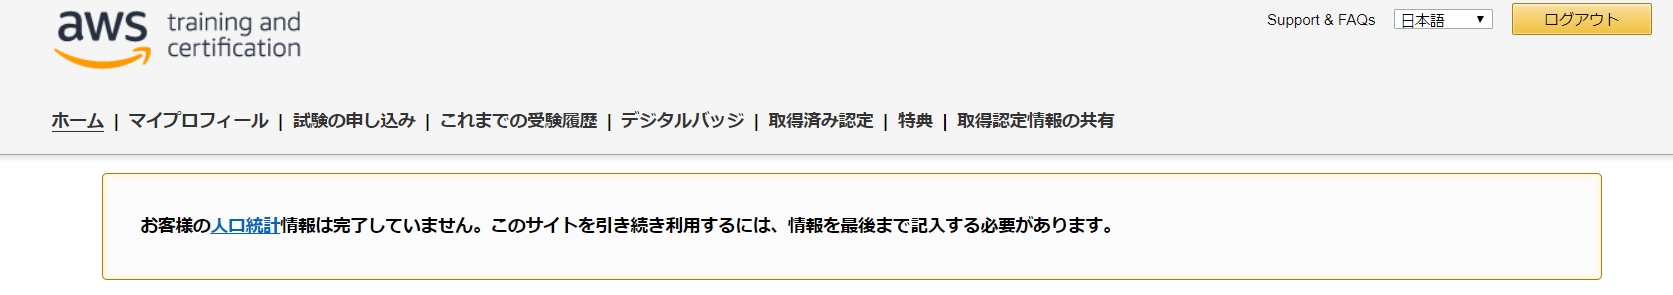 aws training and certification
Support & FAQs 日本語 ログアウト
ホーム | マイプロフィール | 試験の申し込み | これまでの受験履歴 | デジタルバッジ | 取得済み認定 | 特典 | 取得認定情報の共有
お客様の人口統計情報は完了していません。このサイトを引き続き利用するには、情報を最後まで記入する必要があります。